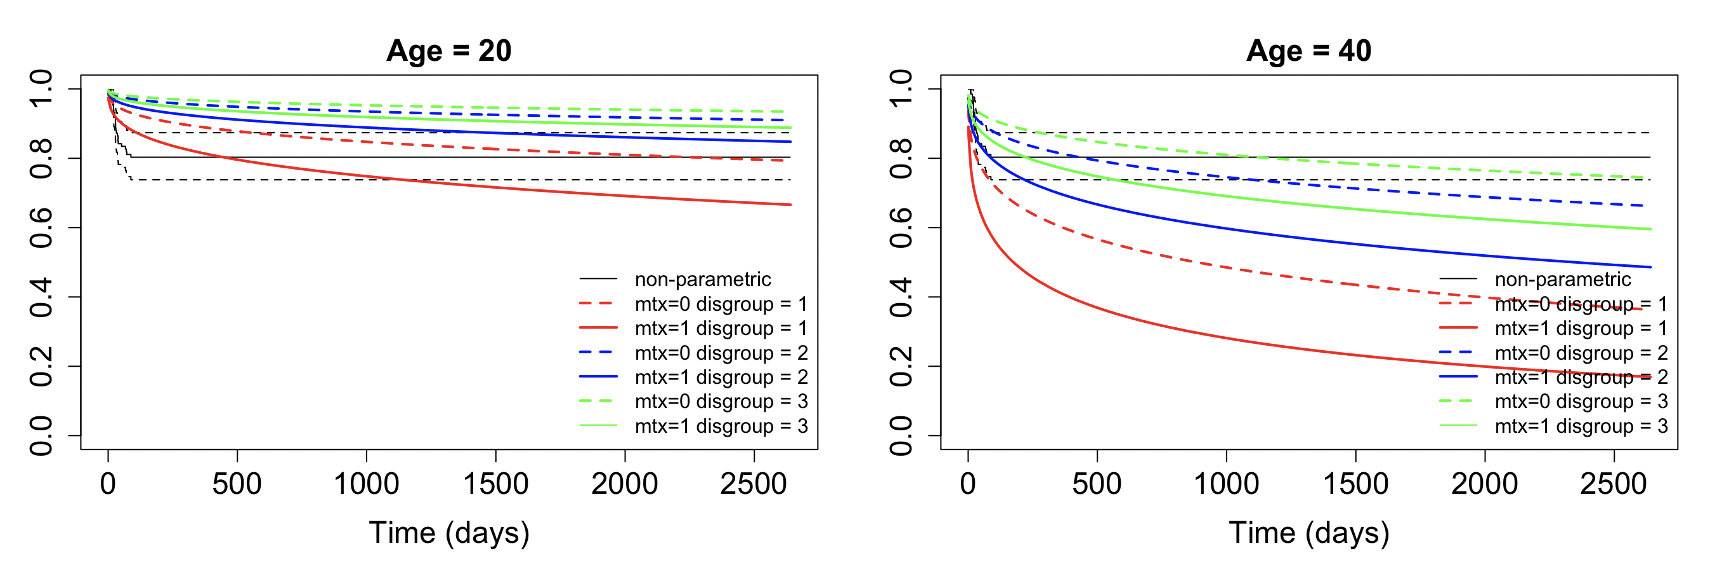 Age = 20
1.0
0.8
0.6
0.4
0.2
0.0
non-parametric
mtx=0 disgroup = 1
mtx=1 disgroup = 1
mtx=0 disgroup = 2
mtx=1 disgroup = 2
mtx=0 disgroup = 3
mtx=1 disgroup = 3
0 500 1000 1500 2000 2500
Time (days)
Age = 40
1.0
0.8
0.6
0.4
0.2
0.0
non-parametric
mtx=0 disgroup = 1
mtx=1 disgroup = 1
mtx=0 disgroup = 2
mtx=1 disgroup = 2
mtx=0 disgroup = 3
mtx=1 disgroup = 3
0 500 1000 1500 2000 2500
Time (days)